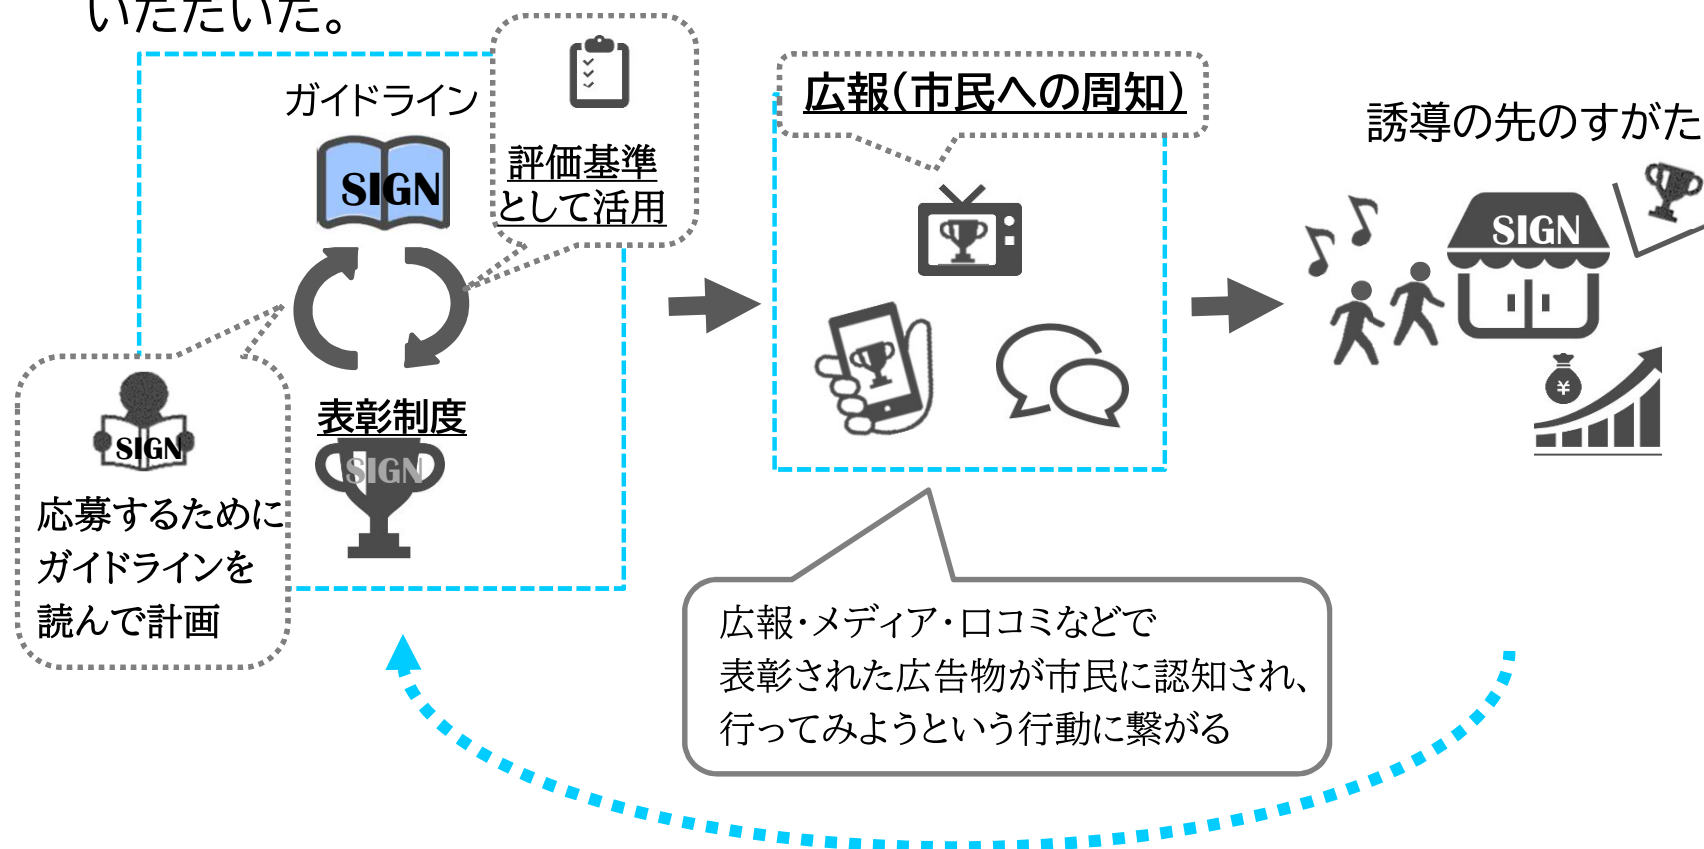 いただいた。
ガイドライン
SIGN
評価基準
として活用
SIGN
応募するために
ガイドラインを
読んで計画
表彰制度
SIGN
広報(市民への周知)
広報・メディア・口コミなどで
表彰された広告物が市民に認知され、
行ってみようという行動に繋がる
誘導の先のすがた
SIGN
¥